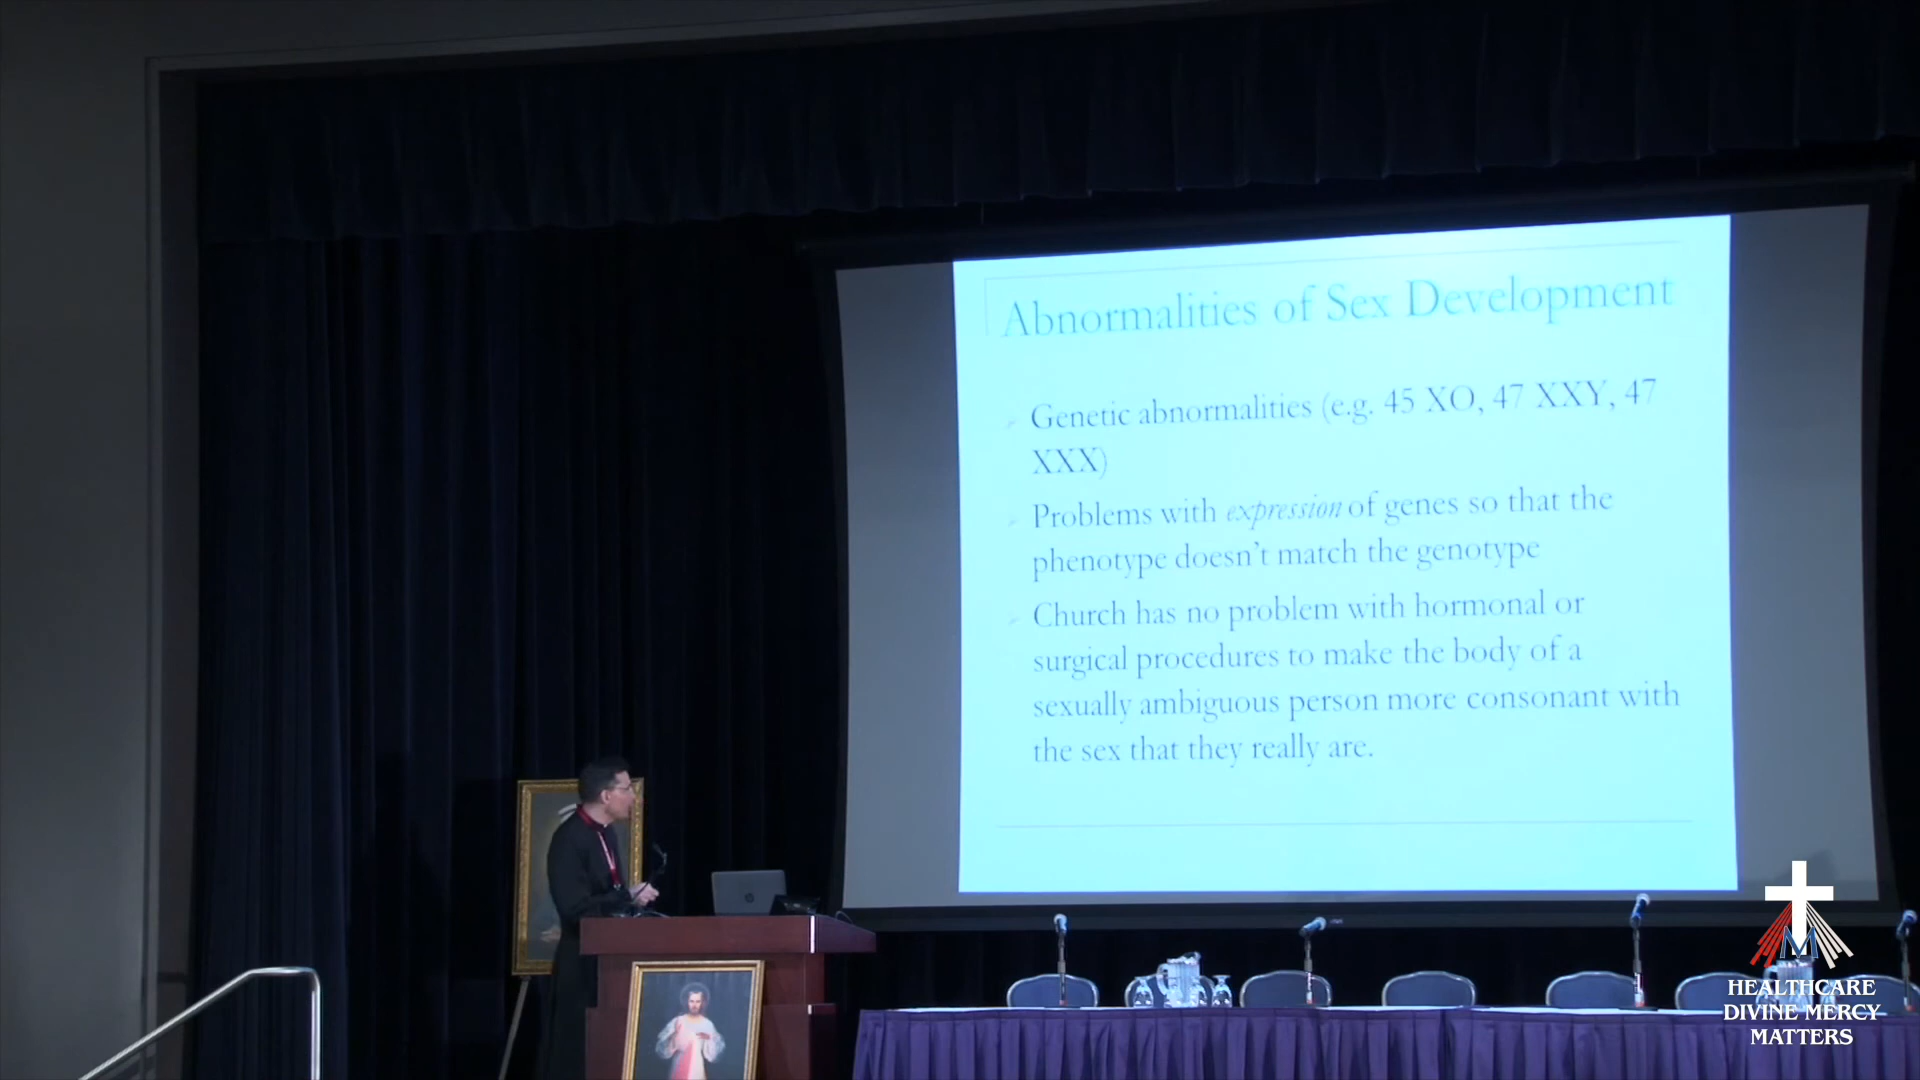 Abnormalities of Sex Development
Genetic abnormalities (e.g. 45 XO, 47 XXY, 47
XXX)
Problems with expression of genes so that the
phenotype doesn't match the genotype
Church has no problem with hormonal or
surgical procedures to make the body of a
sexually ambiguous person more consonant with
the sex that they really are.
M
HEALTHCARE
DIVINE MERCY
MATTERS